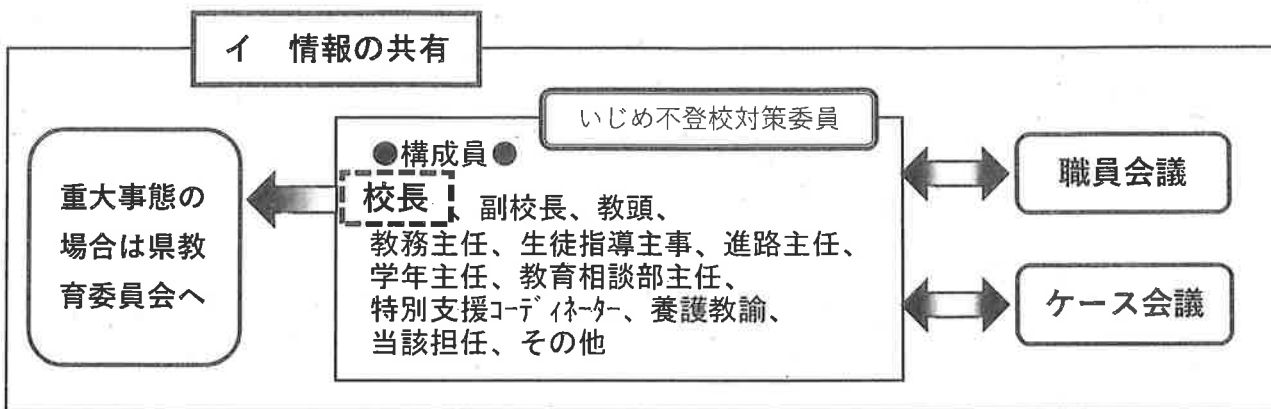 イ 情報の共有
いじめ不登校対策委員
●構成員●
校長、副校長、教頭、
教務主任、生徒指導主事、進路主任、
学年主任、教育相談部主任、
特別支援ｺｰﾃﾞｨﾈｰﾀｰ、養護教諭、
当該担任、その他
重大事態の
場合は県教
育委員会へ
職員会議
ケース会議